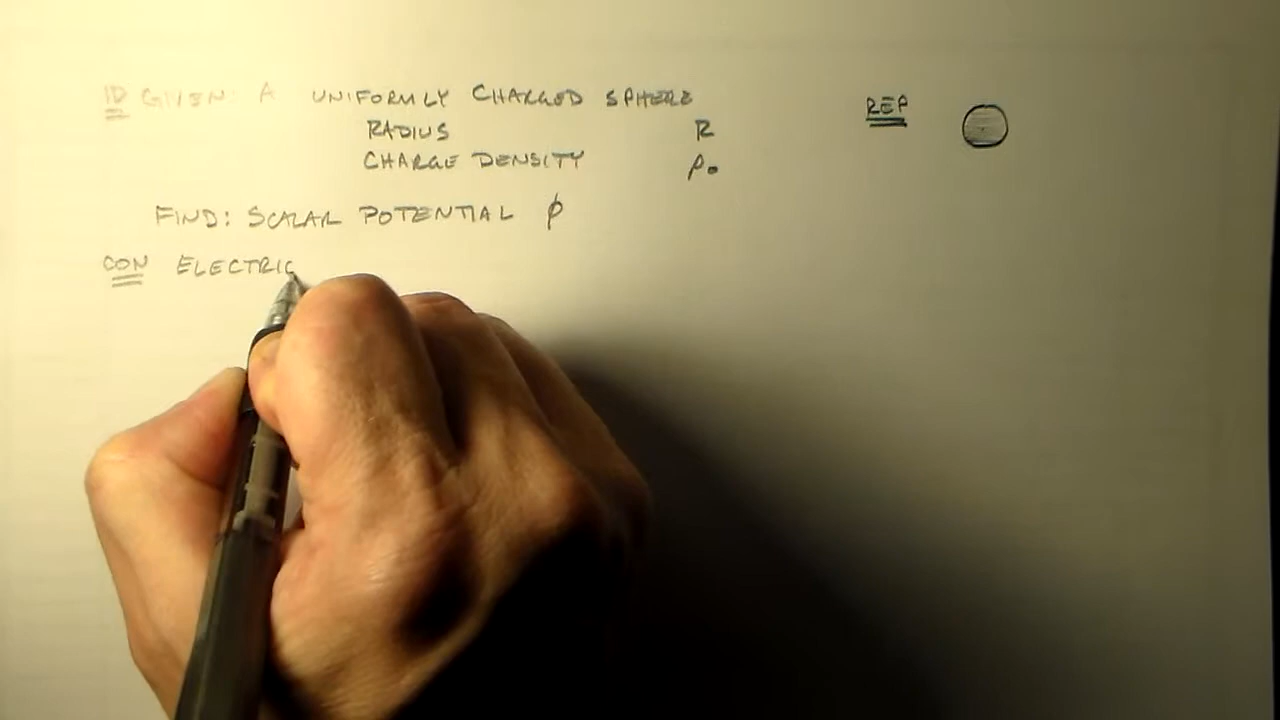 ID GIVEN: A UNIFORMLY CHARGED SPHERE
RADIUS R
CHARGE DENSITY ρ₀
FIND: SCALAR POTENTIAL ϕ
CON ELECTRIC
REP